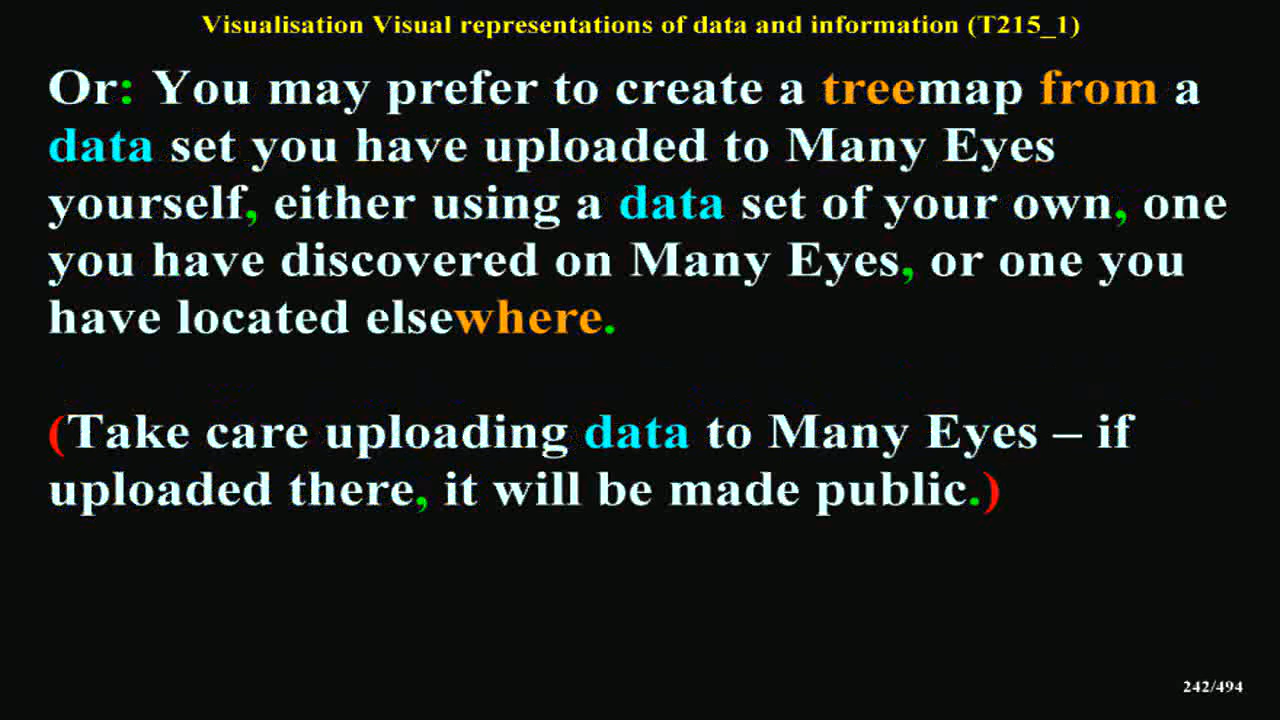 Visualisation Visual representations of data and information (T215_1)
Or: You may prefer to create a treemap from a
data set you have uploaded to Many Eyes
yourself, either using a data set of your own, one
you have discovered on Many Eyes, or one you
have located elsewhere.
(Take care uploading data to Many Eyes – if
uploaded there, it will be made public.)
242/494